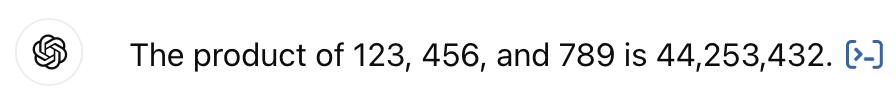 The product of 123, 456, and 789 is 44,253,432. [>_]